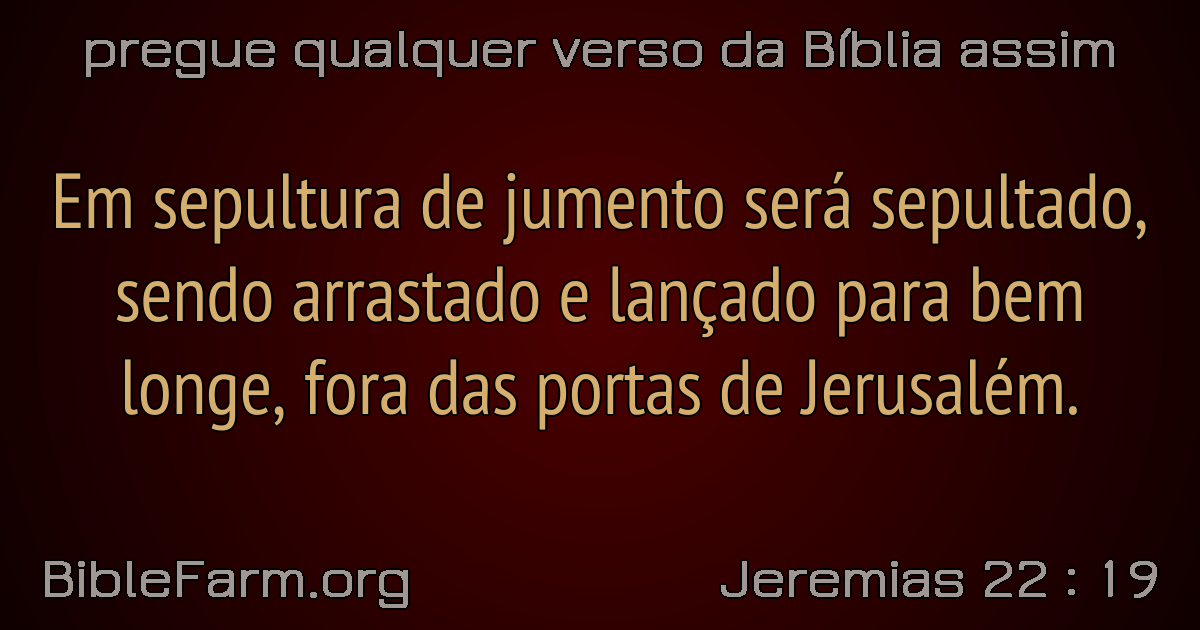 pregue qualquer verso da Bíblia assim
Em sepultura de jumento será sepultado,
sendo arrastado e lançado para bem
longe, fora das portas de Jerusalém.
BibleFarm.org
Jeremias 22 : 19